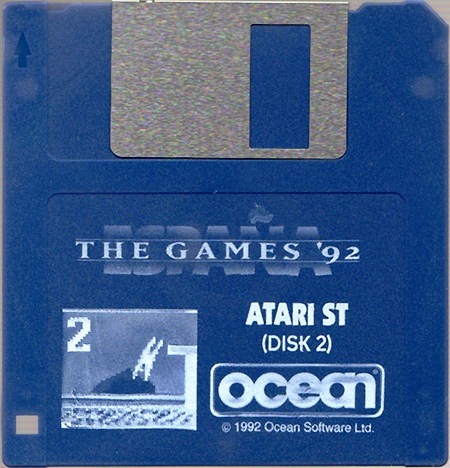 ESPAÑA
THE GAMES '92
2
ATARI ST
(DISK 2)
ocean
© 1992 Ocean Software Ltd.